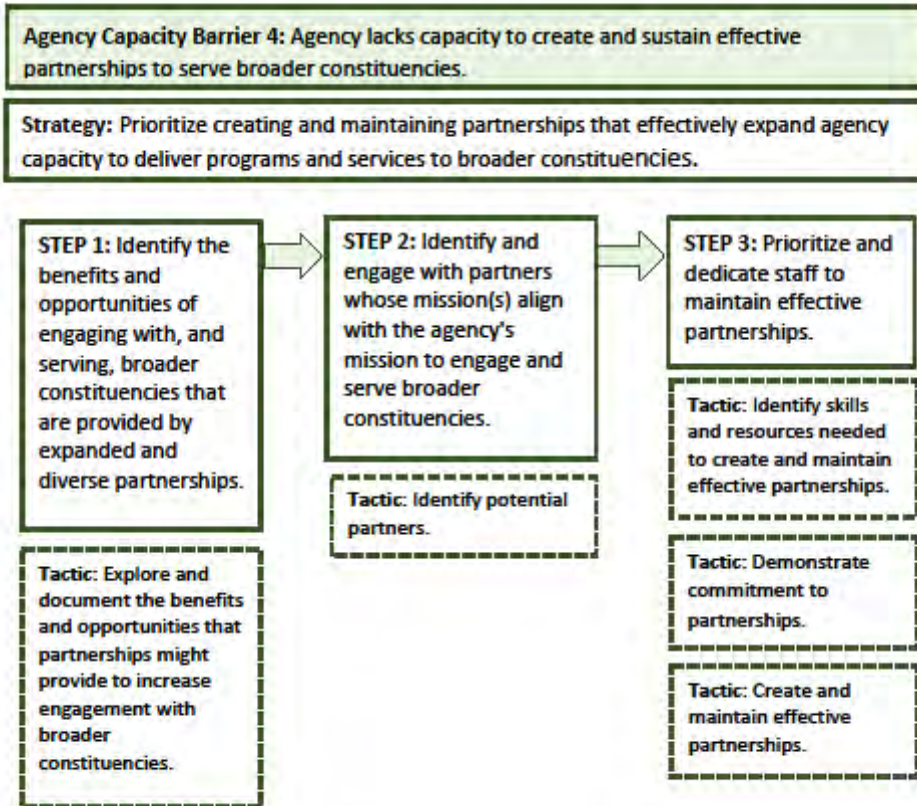 Agency Capacity Barrier 4: Agency lacks capacity to create and sustain effective
partnerships to serve broader constituencies.
Strategy: Prioritize creating and maintaining partnerships that effectively expand agency
capacity to deliver programs and services to broader constituencies.
STEP 1: Identify the
benefits and
opportunities of
engaging with, and
serving, broader
constituencies that
are provided by
expanded and
diverse partnerships.
Tactic: Explore and
document the benefits
and opportunities that
partnerships might
provide to increase
engagement with
broader
constituencies.
STEP 2: Identify and
engage with partners
whose mission(s) align
with the agency's
mission to engage and
serve broader
constituencies.
Tactic: Identify potential
partners.
STEP 3: Prioritize and
dedicate staff to
maintain effective
partnerships.
Tactic: Identify skills
and resources needed
to create and maintain
effective partnerships.
Tactic: Demonstrate
commitment to
partnerships.
Tactic: Create and
maintain effective
partnerships.